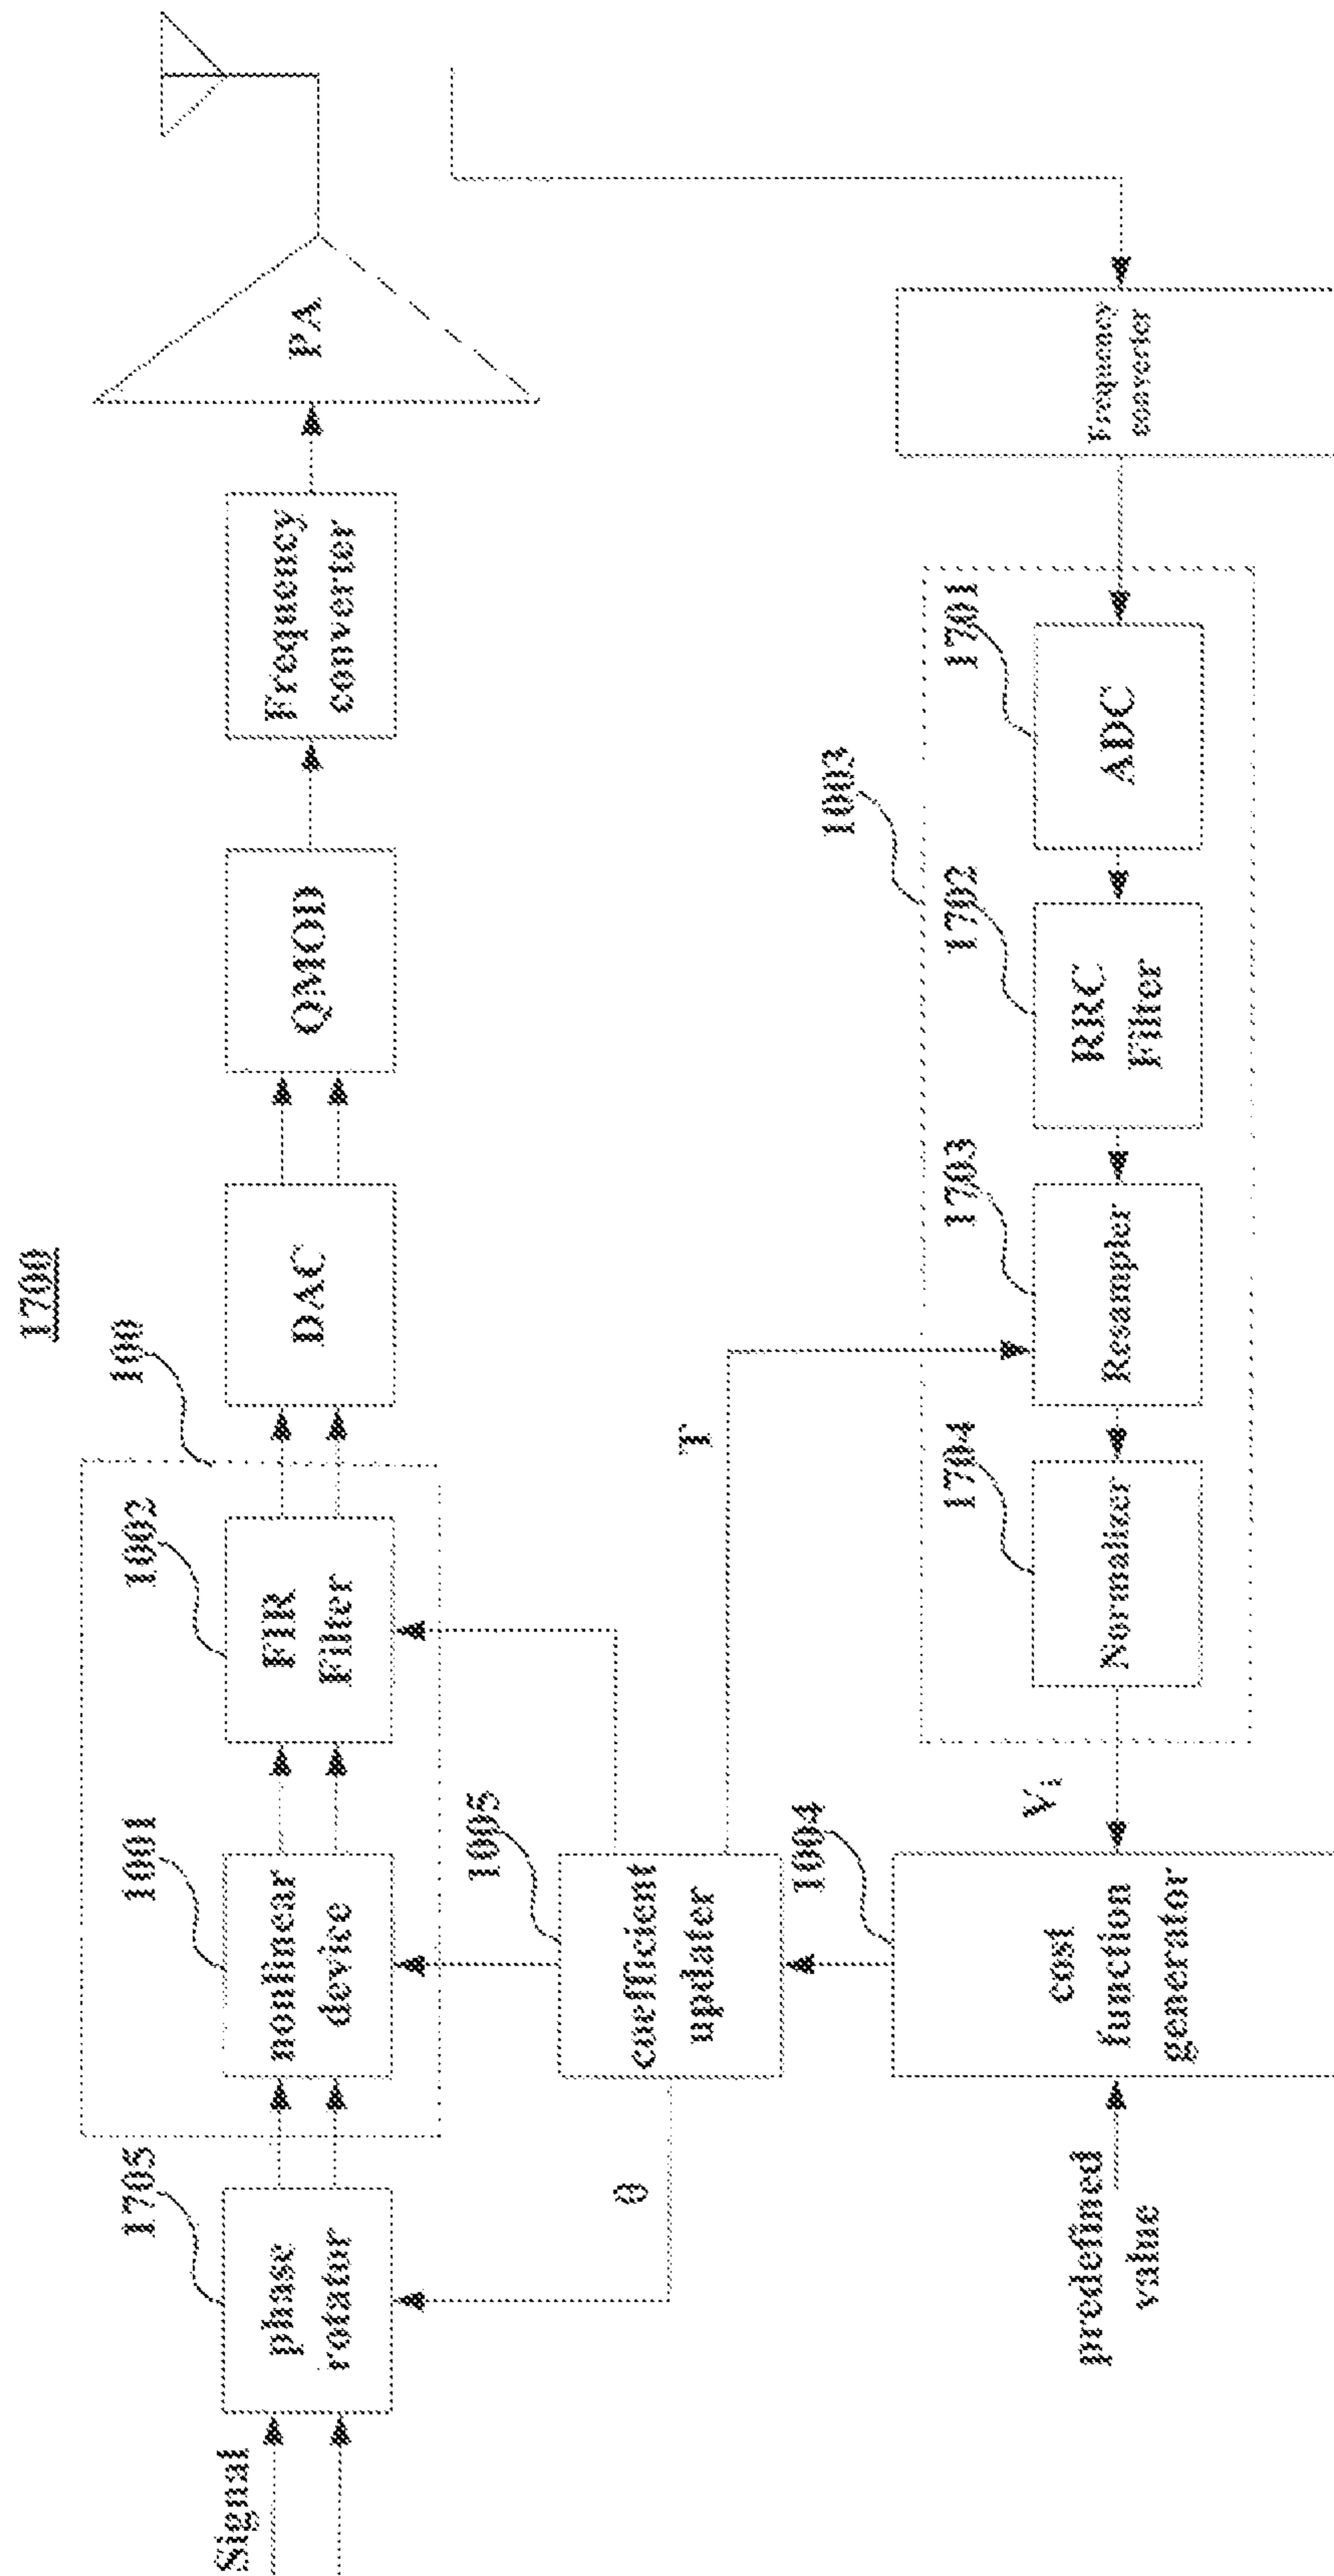 1700
100
1705
1001
1002
Signal
phase
rotator
nonlinear
device
FIR
Filter
DAC
QMOD
Frequency
converter
PA
θ
1005
coefficient
updater
T
1003
1004
1704
1703
1702
1701
predefined
value
cost
function
generator
Normalizer
Resampler
RRC
Filter
ADC
Frequency
converter